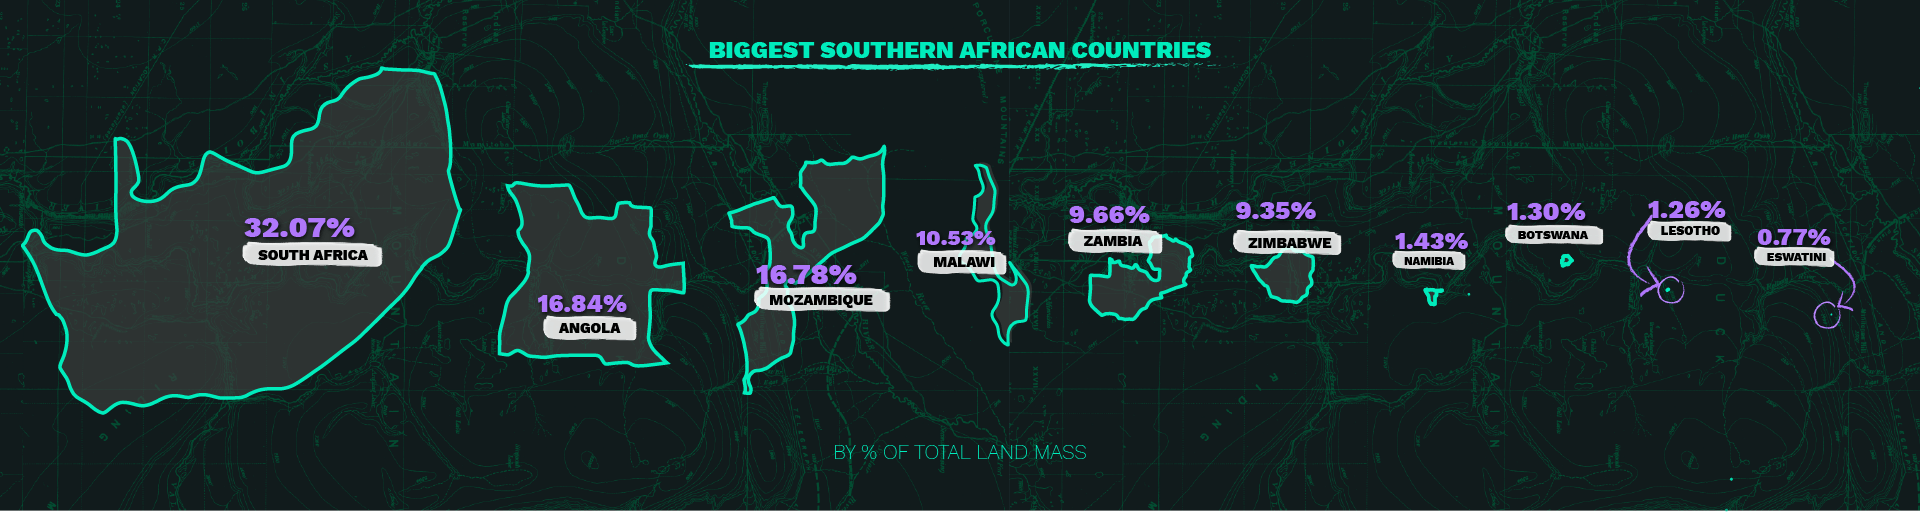 BIGGEST SOUTHERN AFRICAN COUNTRIES
32.07%
SOUTH AFRICA
16.84%
ANGOLA
16.78%
MOZAMBIQUE
10.53%
MALAWI
9.66%
ZAMBIA
9.35%
ZIMBABWE
1.43%
NAMIBIA
1.30%
BOTSWANA
1.26%
LESOTHO
0.77%
ESWATINI
BY % OF TOTAL LAND MASS